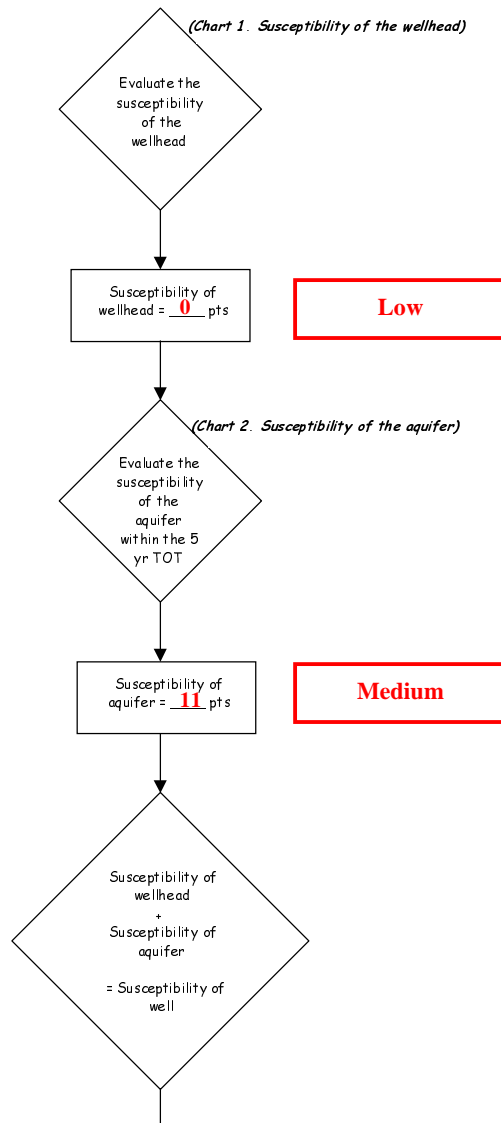 (Chart 1. Susceptibility of the wellhead)
Evaluate the
susceptibility
of the
wellhead
Susceptibility of
wellhead = 0 pts
Low
(Chart 2. Susceptibility of the aquifer)
Evaluate the
susceptibility
of the
aquifer
within the 5
yr TOT
Susceptibility of
aquifer = 11 pts
Medium
Susceptibility of
wellhead
+
Susceptibility of
aquifer
= Susceptibility of
well